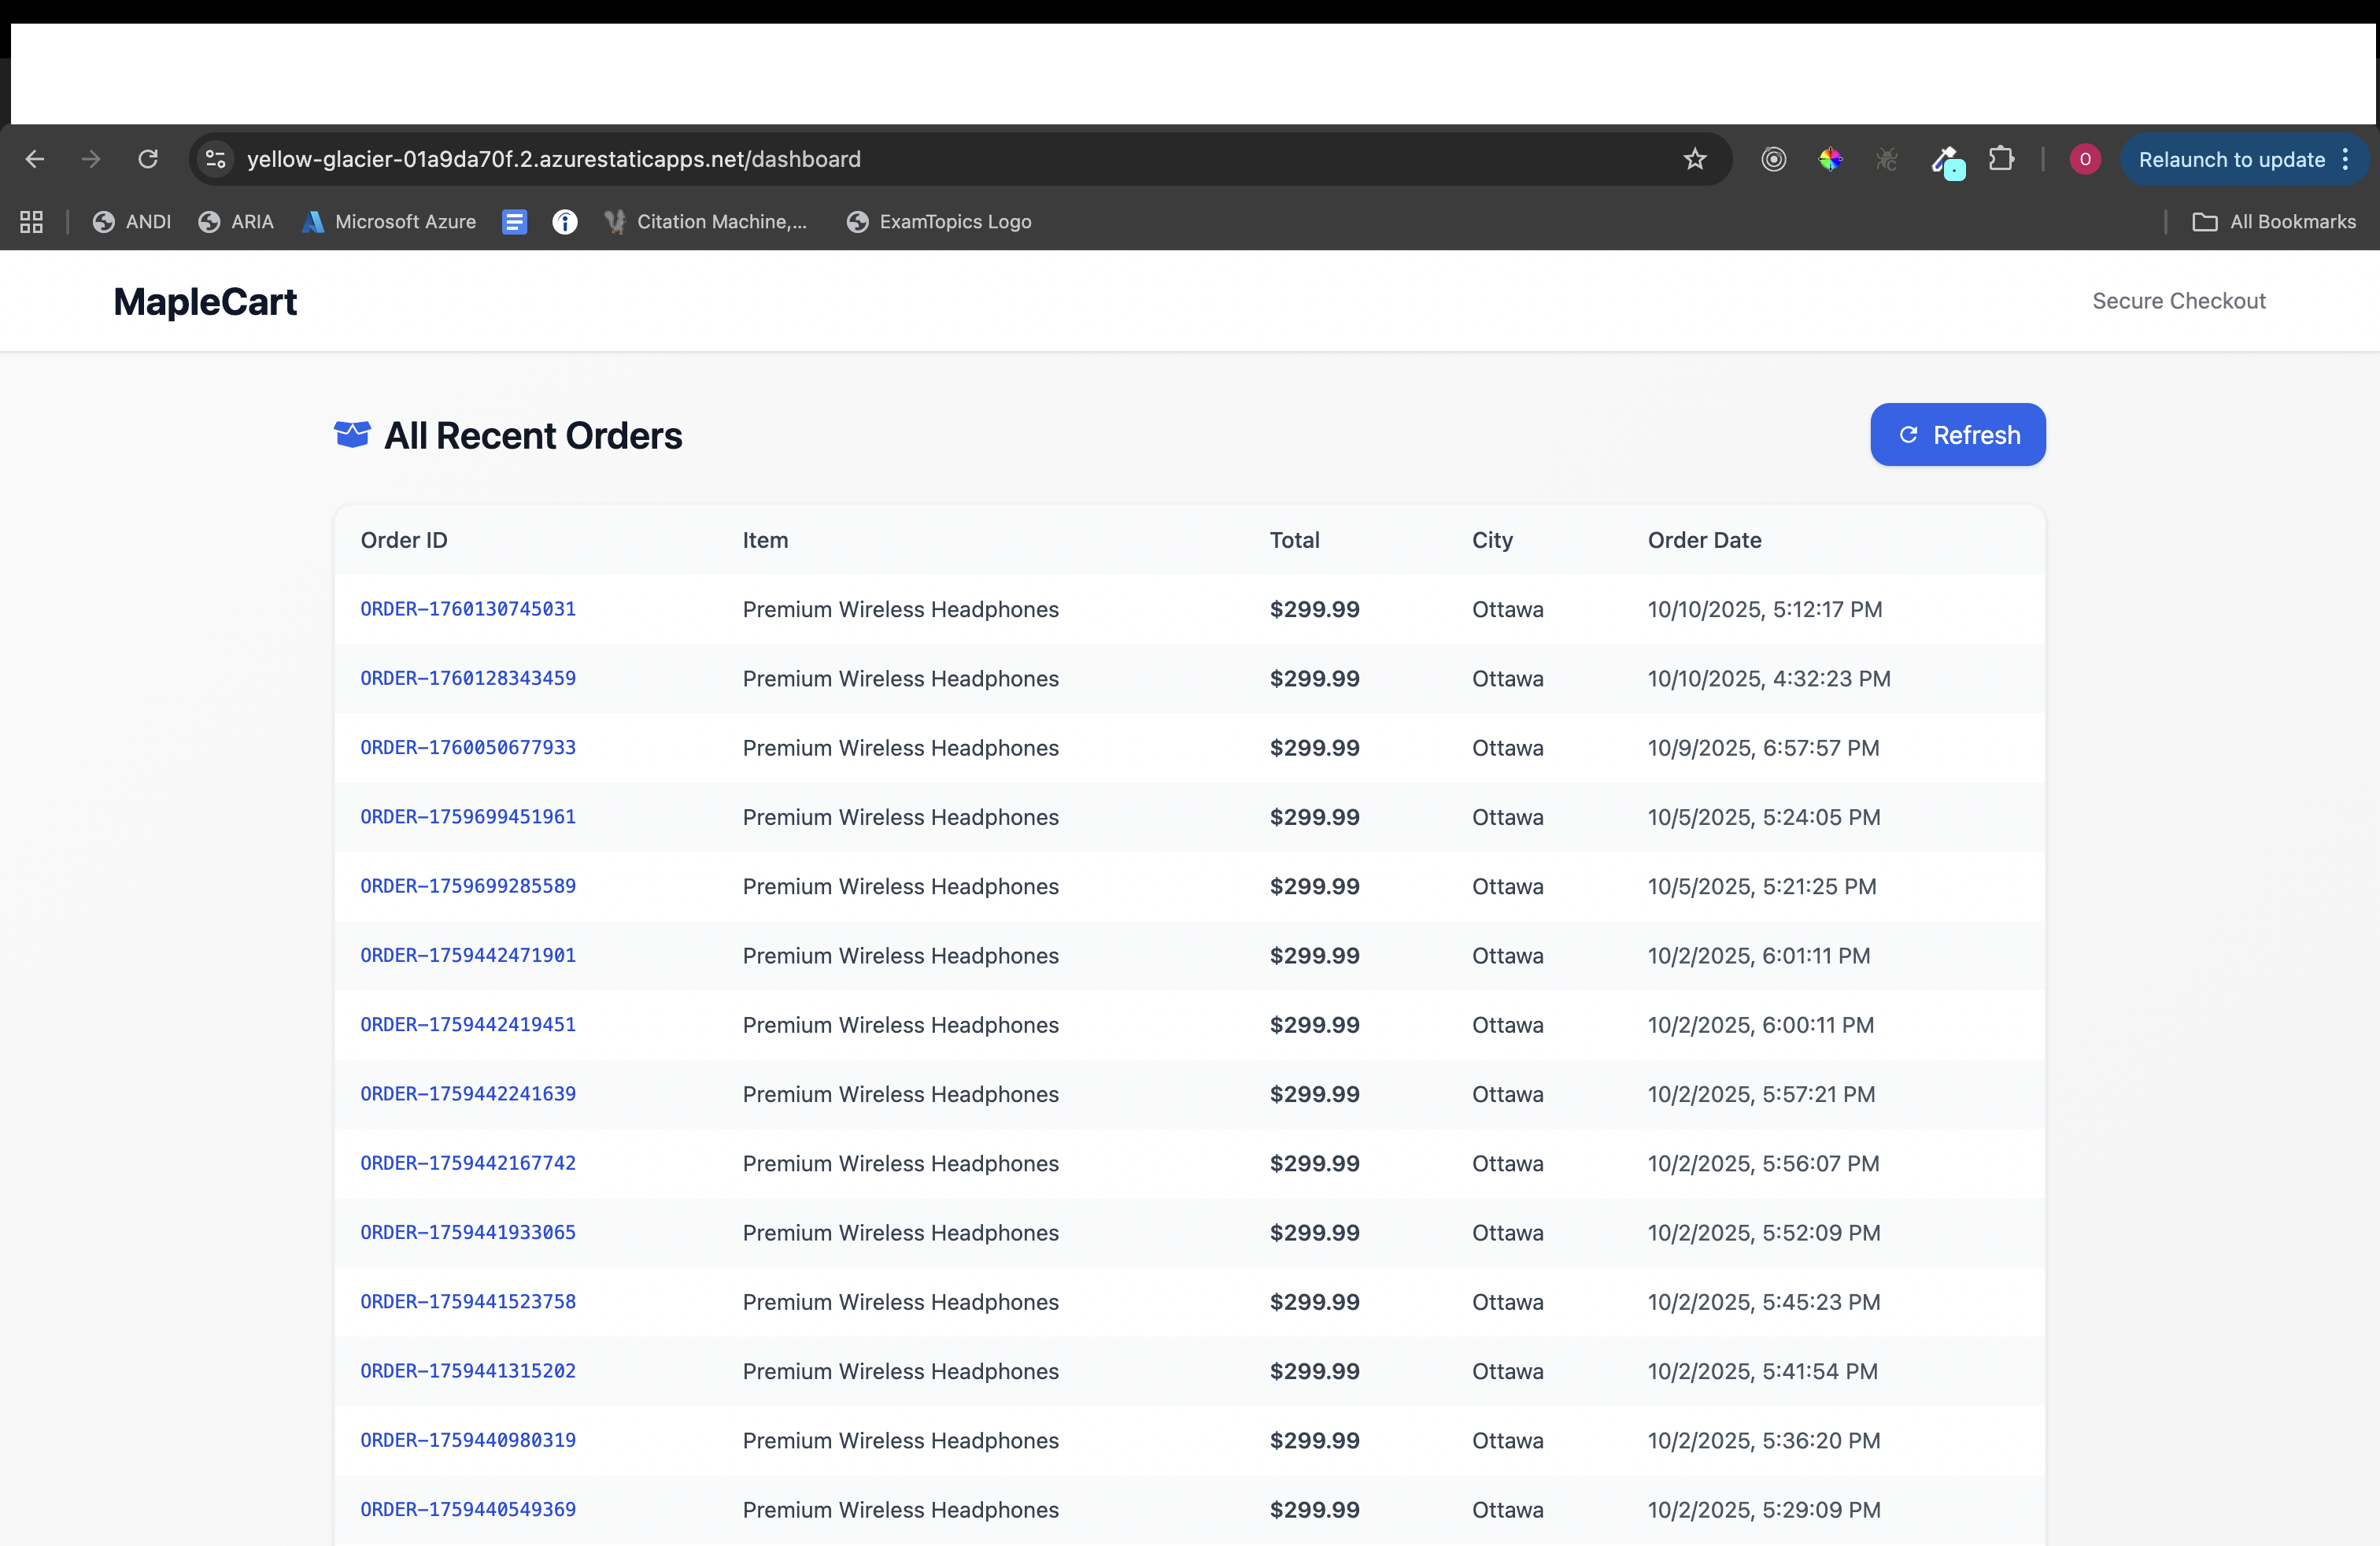 yellow-glacier-01a9da70f.2.azurestaticapps.net/dashboard O Relaunch to update
ANDI ARIA Microsoft Azure Citation Machine,... ExamTopics Logo All Bookmarks
MapleCart Secure Checkout
All Recent Orders Refresh
Order ID Item Total City Order Date
ORDER-1760130745031 Premium Wireless Headphones $299.99 Ottawa 10/10/2025, 5:12:17 PM
ORDER-1760128343459 Premium Wireless Headphones $299.99 Ottawa 10/10/2025, 4:32:23 PM
ORDER-1760050677933 Premium Wireless Headphones $299.99 Ottawa 10/9/2025, 6:57:57 PM
ORDER-1759699451961 Premium Wireless Headphones $299.99 Ottawa 10/5/2025, 5:24:05 PM
ORDER-1759699285589 Premium Wireless Headphones $299.99 Ottawa 10/5/2025, 5:21:25 PM
ORDER-1759442471901 Premium Wireless Headphones $299.99 Ottawa 10/2/2025, 6:01:11 PM
ORDER-1759442419451 Premium Wireless Headphones $299.99 Ottawa 10/2/2025, 6:00:11 PM
ORDER-1759442241639 Premium Wireless Headphones $299.99 Ottawa 10/2/2025, 5:57:21 PM
ORDER-1759442167742 Premium Wireless Headphones $299.99 Ottawa 10/2/2025, 5:56:07 PM
ORDER-1759441933065 Premium Wireless Headphones $299.99 Ottawa 10/2/2025, 5:52:09 PM
ORDER-1759441523758 Premium Wireless Headphones $299.99 Ottawa 10/2/2025, 5:45:23 PM
ORDER-1759441315202 Premium Wireless Headphones $299.99 Ottawa 10/2/2025, 5:41:54 PM
ORDER-1759440980319 Premium Wireless Headphones $299.99 Ottawa 10/2/2025, 5:36:20 PM
ORDER-1759440549369 Premium Wireless Headphones $299.99 Ottawa 10/2/2025, 5:29:09 PM